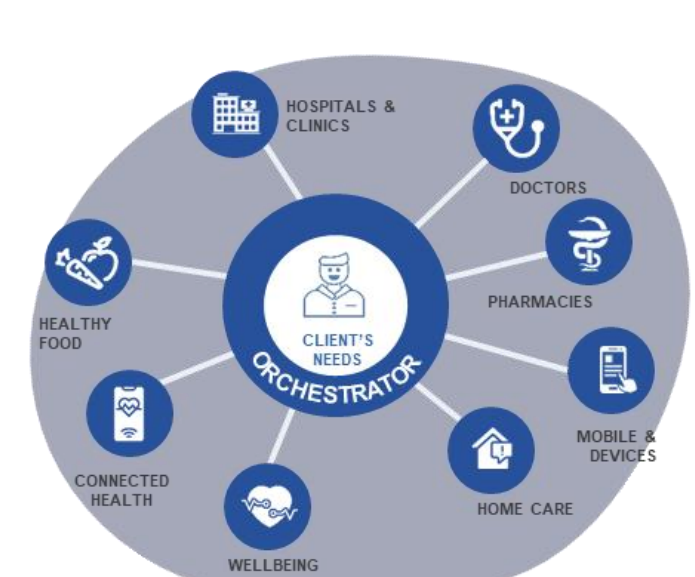 HOSPITALS &
CLINICS
DOCTORS
PHARMACIES
HEALTHY
FOOD
CLIENT'S
NEEDS
ORCHESTRATOR
MOBILE &
DEVICES
CONNECTED
HEALTH
HOME CARE
WELLBEING